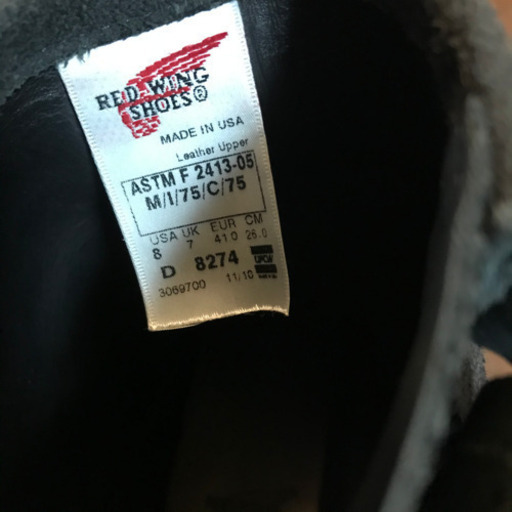 RED WING
SHOES®
MADE IN USA
Leather Upper
ASTM F 2413-05
M/I/75/C/75
USA UK EUR CM
8 7 41 0 26.0
D 8274 UFCW
3069700 11/10